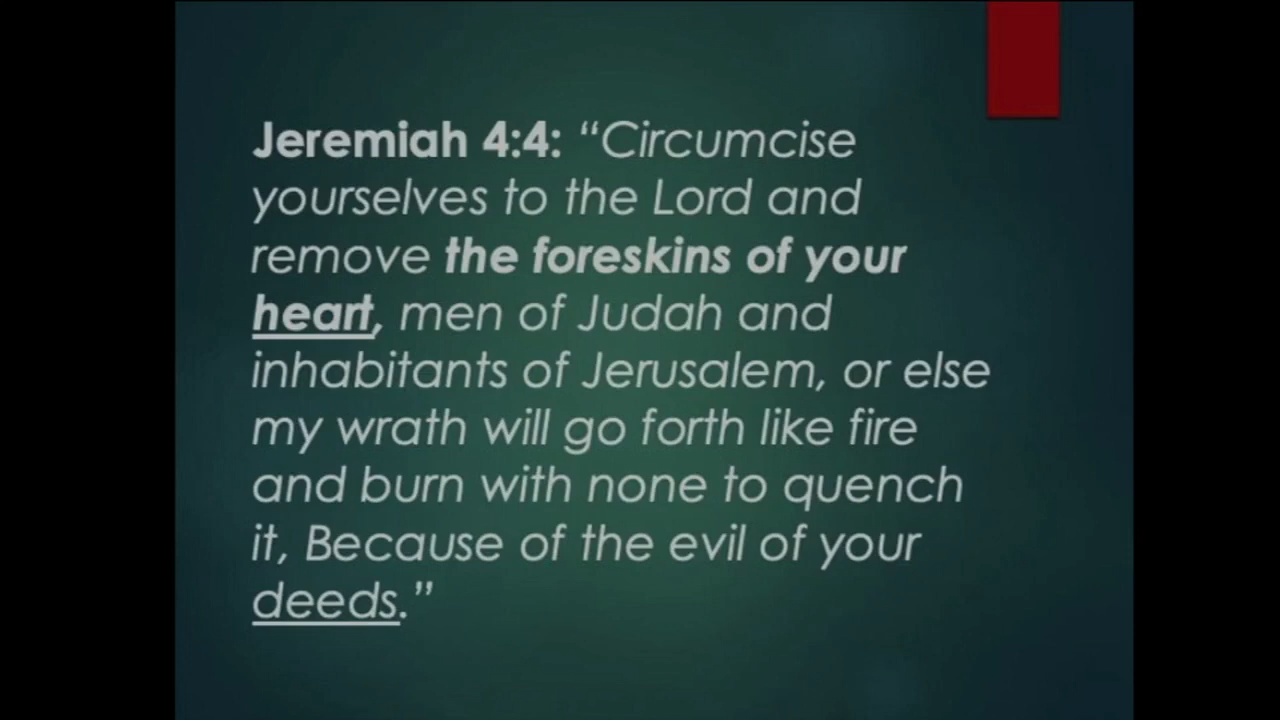 Jeremiah 4:4: “Circumcise
yourselves to the Lord and
remove the foreskins of your
heart, men of Judah and
inhabitants of Jerusalem, or else
my wrath will go forth like fire
and burn with none to quench
it, Because of the evil of your
deeds.”